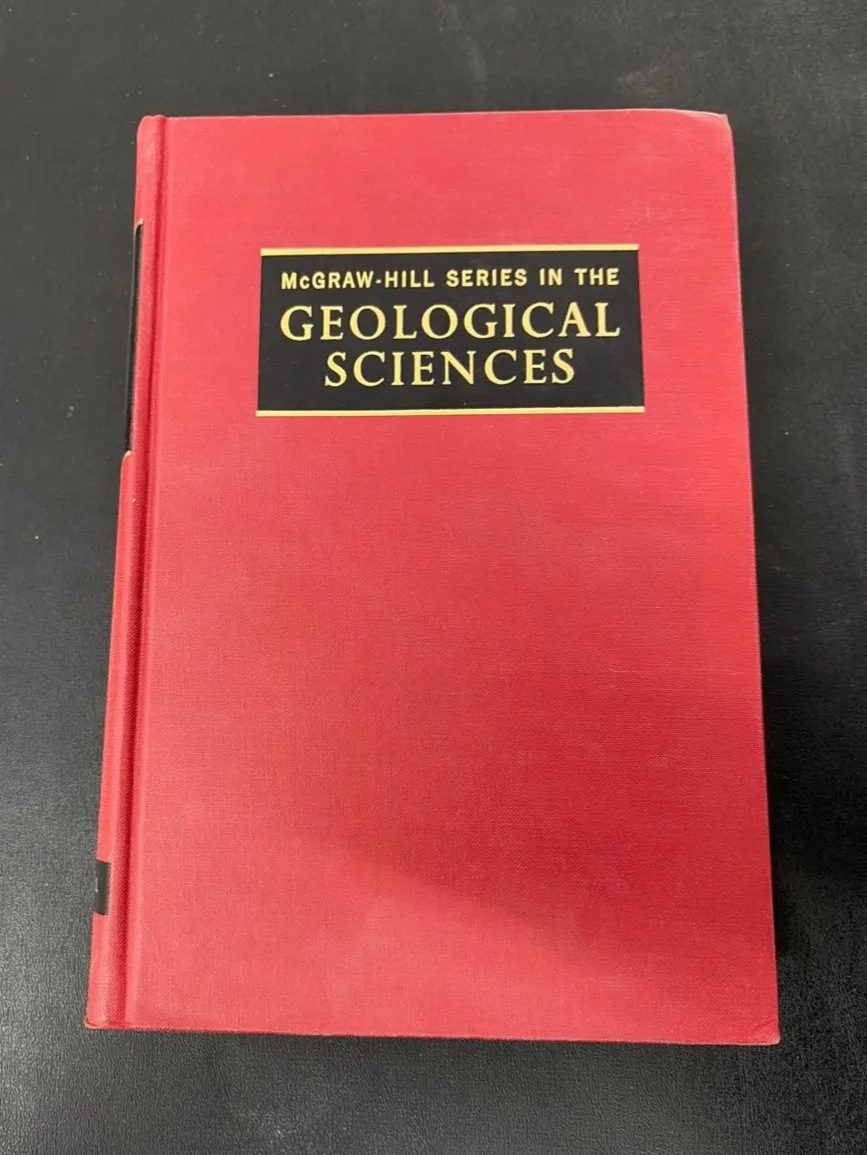 McGRAW-HILL SERIES IN THE
GEOLOGICAL
SCIENCES